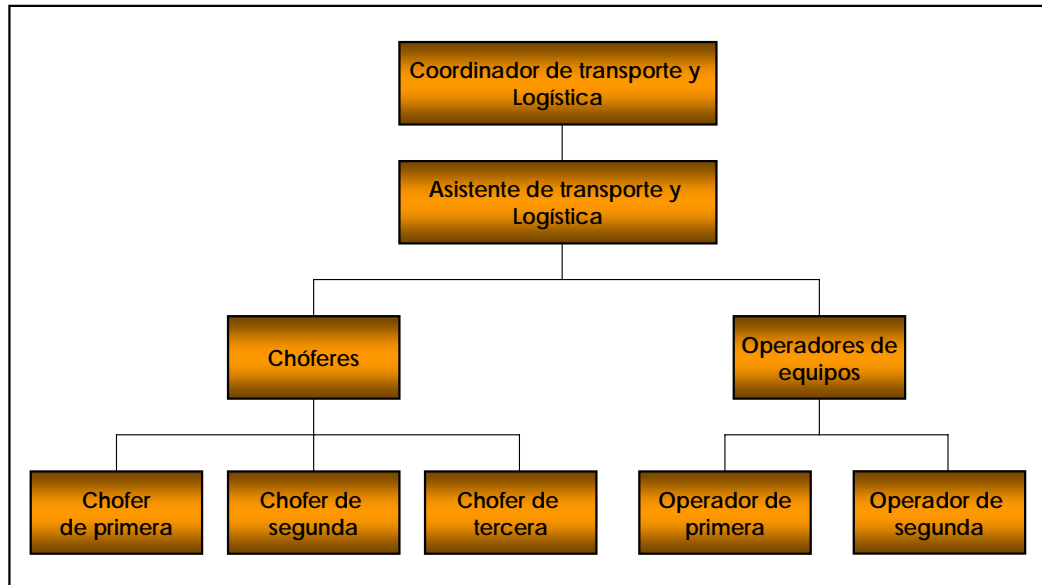 Coordinador de transporte y
Logística
Asistente de transporte y
Logística
Chóferes
Operadores de
equipos
Chofer
de primera
Chofer de
segunda
Chofer de
tercera
Operador de
primera
Operador de
segunda